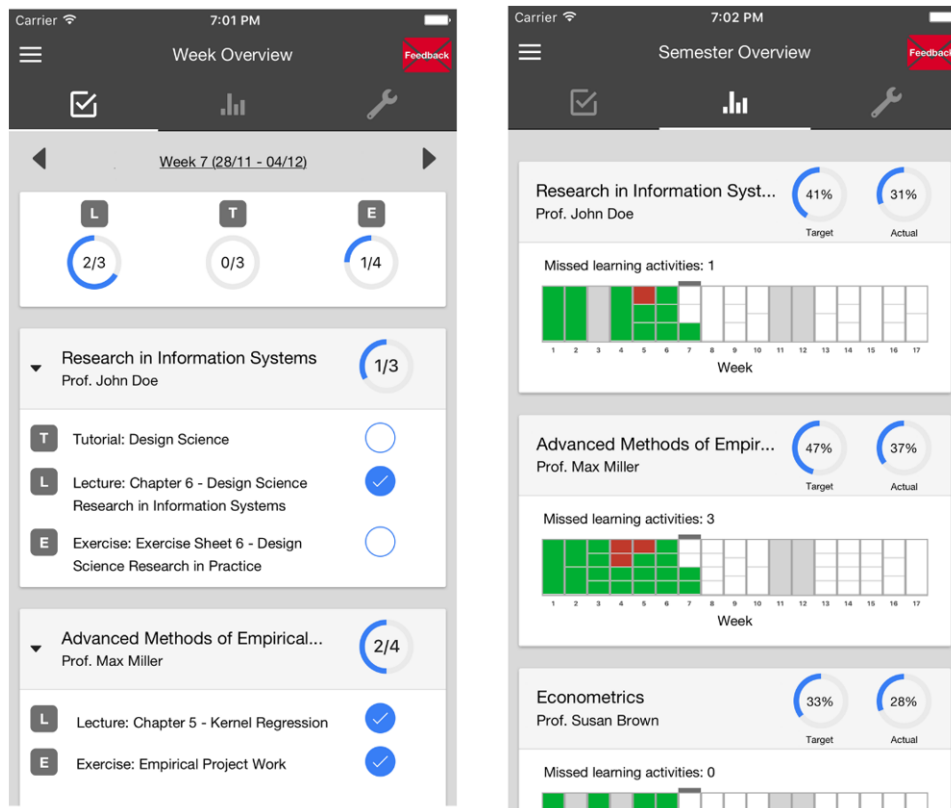 Carrier 7:01 PM
Week Overview
Feedback
Week 7 (28/11 - 04/12)
L T E
2/3 0/3 1/4
Research in Information Systems
Prof. John Doe
1/3
T Tutorial: Design Science
L Lecture: Chapter 6 - Design Science
Research in Information Systems
E Exercise: Exercise Sheet 6 - Design
Science Research in Practice
Advanced Methods of Empirical...
Prof. Max Miller
2/4
L Lecture: Chapter 5 - Kernel Regression
E Exercise: Empirical Project Work
Carrier 7:02 PM
Semester Overview
Feedback
Research in Information Syst...
Prof. John Doe
41% 31%
Target Actual
Missed learning activities: 1
1 2 3 4 5 6 7 8 9 10 11 12 13 14 15 16 17
Week
Advanced Methods of Empir...
Prof. Max Miller
47% 37%
Target Actual
Missed learning activities: 3
1 2 3 4 5 6 7 8 9 10 11 12 13 14 15 16 17
Week
Econometrics
Prof. Susan Brown
33% 28%
Target Actual
Missed learning activities: 0